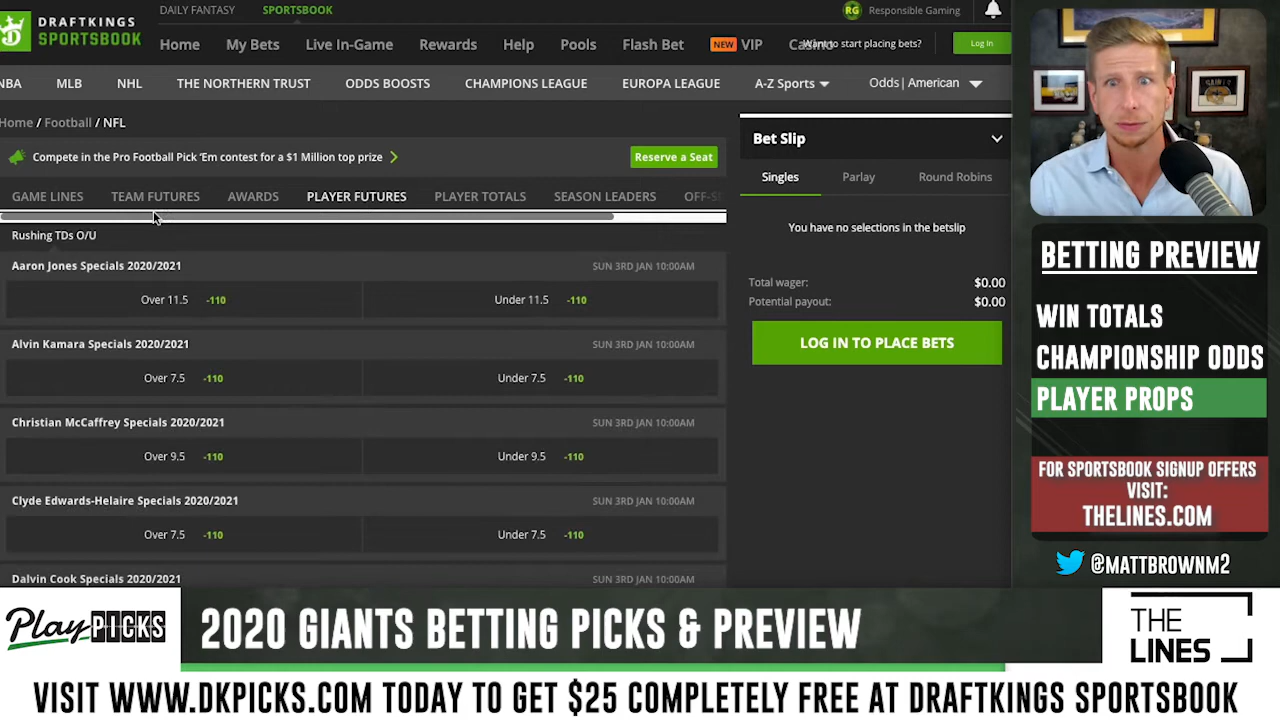 DRAFTKINGS
SPORTSBOOK
DAILY FANTASY
SPORTSBOOK
RG Responsible Gaming
Home
My Bets
Live In-Game
Rewards
Help
Pools
Flash Bet
NEW VIP
Want to start placing bets?
Log In
NBA
MLB
NHL
THE NORTHERN TRUST
ODDS BOOSTS
CHAMPIONS LEAGUE
EUROPA LEAGUE
A-Z Sports
Odds | American
Home / Football / NFL
Compete in the Pro Football Pick 'Em contest for a $1 Million top prize
Reserve a Seat
GAME LINES
TEAM FUTURES
AWARDS
PLAYER FUTURES
PLAYER TOTALS
SEASON LEADERS
OFF-S
Rushing TDs O/U
Aaron Jones Specials 2020/2021 SUN 3RD JAN 10:00AM
Over 11.5 -110 Under 11.5 -110
Alvin Kamara Specials 2020/2021 SUN 3RD JAN 10:00AM
Over 7.5 -110 Under 7.5 -110
Christian McCaffrey Specials 2020/2021 SUN 3RD JAN 10:00AM
Over 9.5 -110 Under 9.5 -110
Clyde Edwards-Helaire Specials 2020/2021 SUN 3RD JAN 10:00AM
Over 7.5 -110 Under 7.5 -110
Dalvin Cook Specials 2020/2021 SUN 3RD JAN 10:00AM
Bet Slip
Singles
Parlay
Round Robins
You have no selections in the betslip
Total wager: $0.00
Potential payout: $0.00
LOG IN TO PLACE BETS
BETTING PREVIEW
WIN TOTALS
CHAMPIONSHIP ODDS
PLAYER PROPS
FOR SPORTSBOOK SIGNUP OFFERS
VISIT:
THELINES.COM
@MATTBROWNM2
Play PICKS
2020 GIANTS BETTING PICKS & PREVIEW
THE
LINES
VISIT WWW.DKPICKS.COM TODAY TO GET $25 COMPLETELY FREE AT DRAFTKINGS SPORTSBOOK